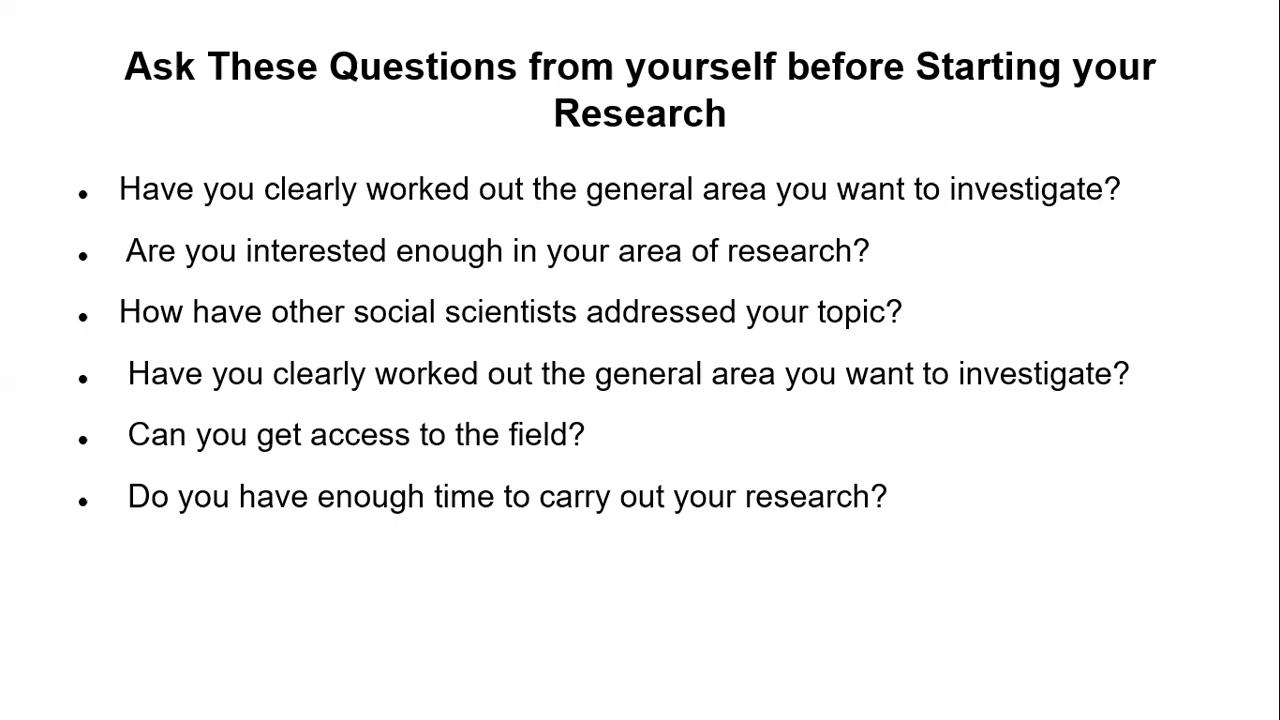 Ask These Questions from yourself before Starting your
Research
• Have you clearly worked out the general area you want to investigate?
• Are you interested enough in your area of research?
• How have other social scientists addressed your topic?
• Have you clearly worked out the general area you want to investigate?
• Can you get access to the field?
• Do you have enough time to carry out your research?